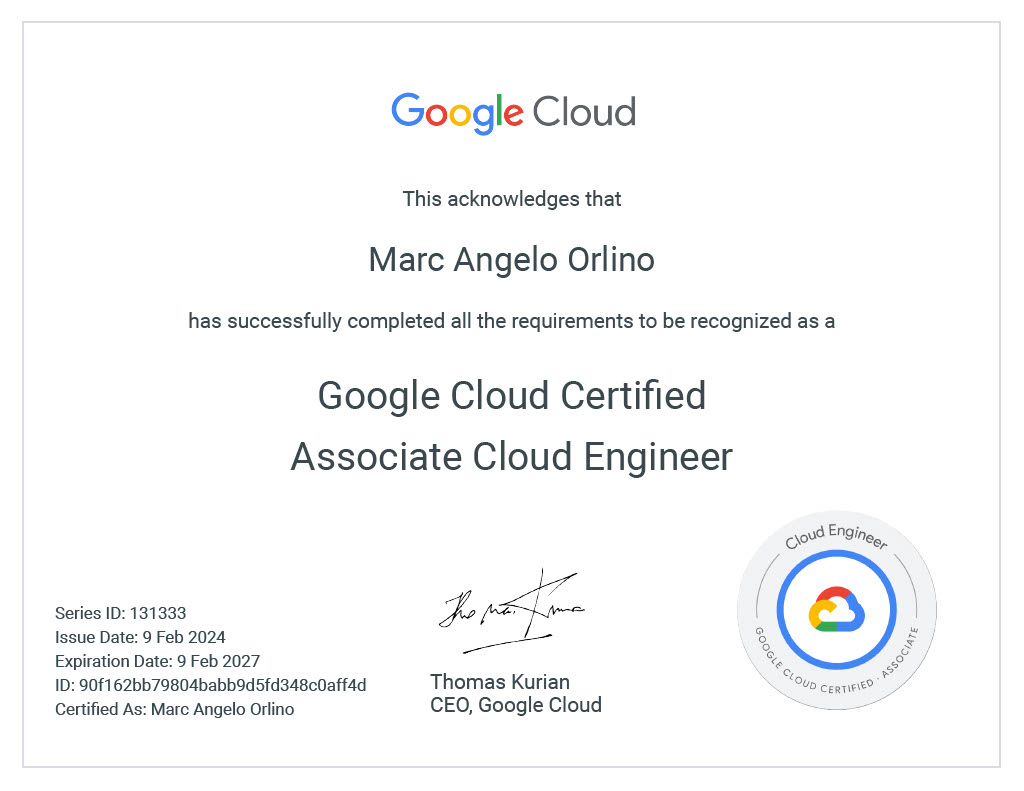 Google Cloud
This acknowledges that
Marc Angelo Orlino
has successfully completed all the requirements to be recognized as a
Google Cloud Certified
Associate Cloud Engineer
Series ID: 131333
Issue Date: 9 Feb 2024
Expiration Date: 9 Feb 2027
ID: 90f162bb79804babb9d5fd348c0aff4d
Certified As: Marc Angelo Orlino
Thomas Kurian
CEO, Google Cloud
Cloud Engineer
GOOGLE CLOUD CERTIFIED · ASSOCIATE